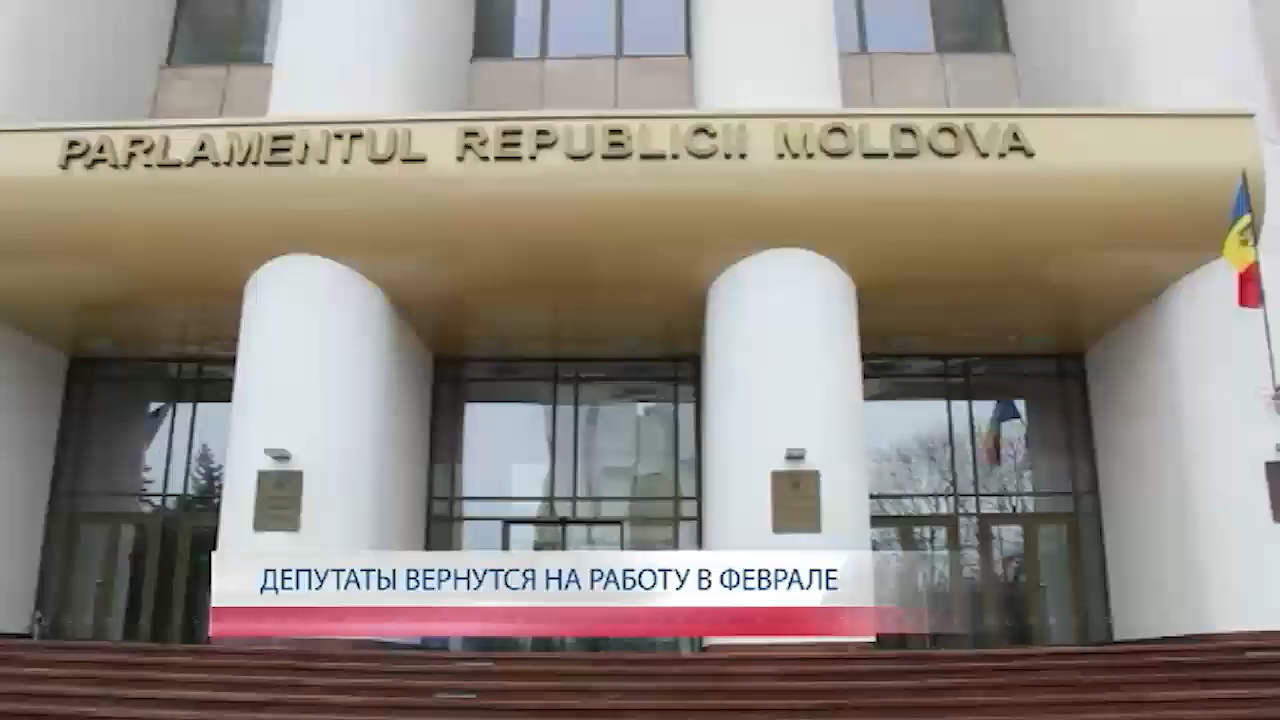 PARLAMENTUL REPUBLICII MOLDOVA
ДЕПУТАТЫ ВЕРНУТСЯ НА РАБОТУ В ФЕВРАЛЕ